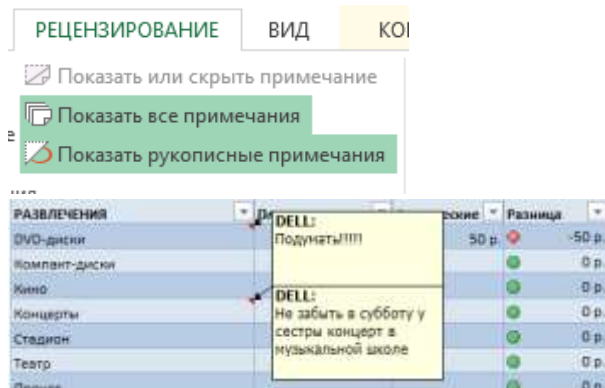 РЕЦЕНЗИРОВАНИЕ ВИД КО
Показать или скрыть примечание
Показать все примечания
Показать рукописные примечания
РАЗВЛЕЧЕНИЯ Разница
DVD-диски 50 р. -50 р.
Компакт-диски 0 р.
Кино 0 р.
Концерты 0 р.
Стадион 0 р.
Театр 0 р.
0 р.
DELL:
Подумать!!!!!
DELL:
Не забыть в субботу у
сестры концерт в
музыкальной школе